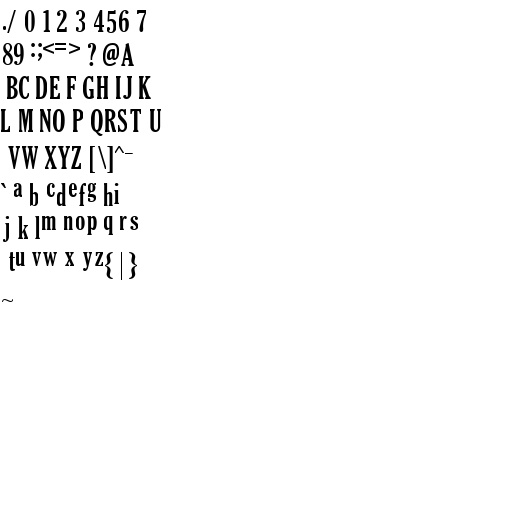 ./ 0 1 2 3 456 7
89 :;<=> ? @A
BC DE F GH IJ K
L M NO P QRST U
VW XYZ [\]^_
` a b cdefg hi
j k lm nop q rs
tu vw x yz{|}
~